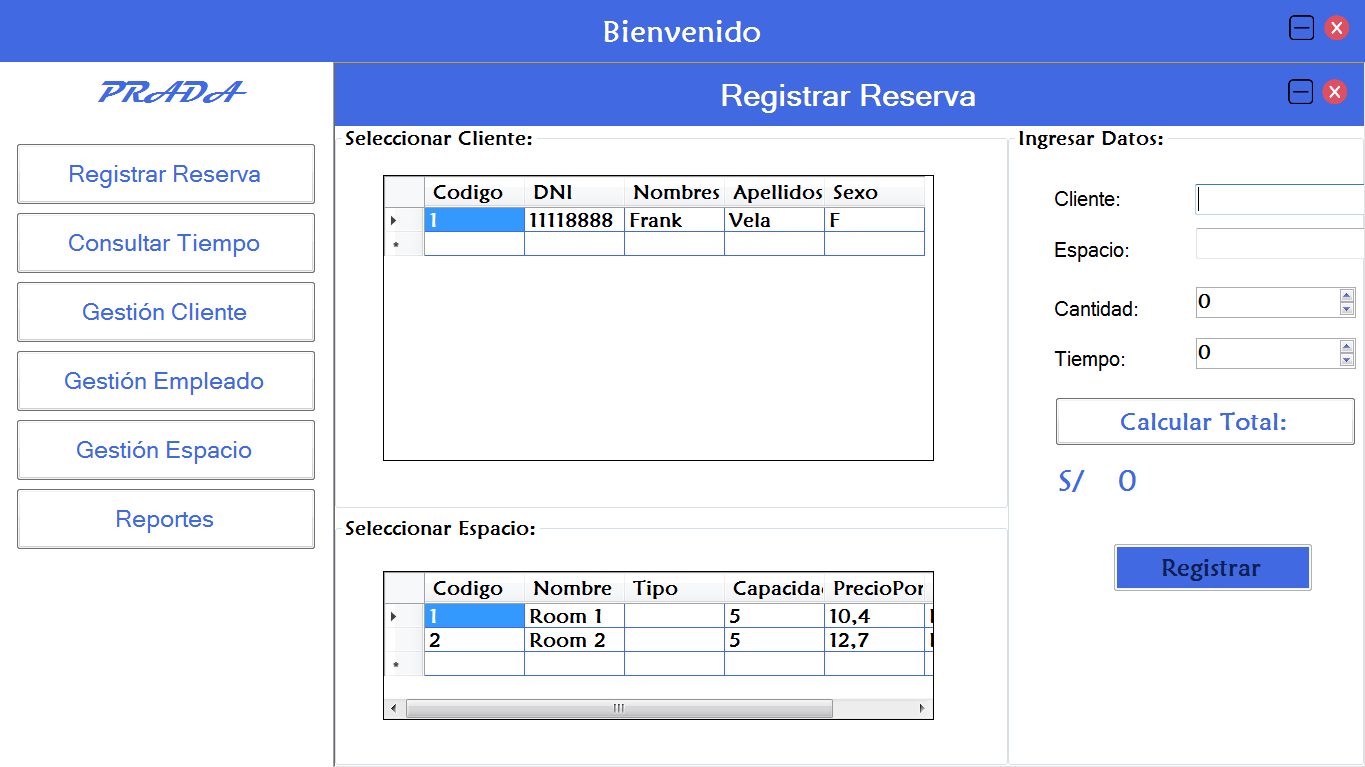 Bienvenido
PRADA
Registrar Reserva
Consultar Tiempo
Gestión Cliente
Gestión Empleado
Gestión Espacio
Reportes
Registrar Reserva
Seleccionar Cliente:
Codigo DNI Nombres Apellidos Sexo
1 11118888 Frank Vela F
*
Seleccionar Espacio:
Codigo Nombre Tipo Capacidad PrecioPor
1 Room 1 5 10,4
2 Room 2 5 12,7
*
Ingresar Datos:
Cliente:
Espacio:
Cantidad: 0
Tiempo: 0
Calcular Total:
S/ 0
Registrar